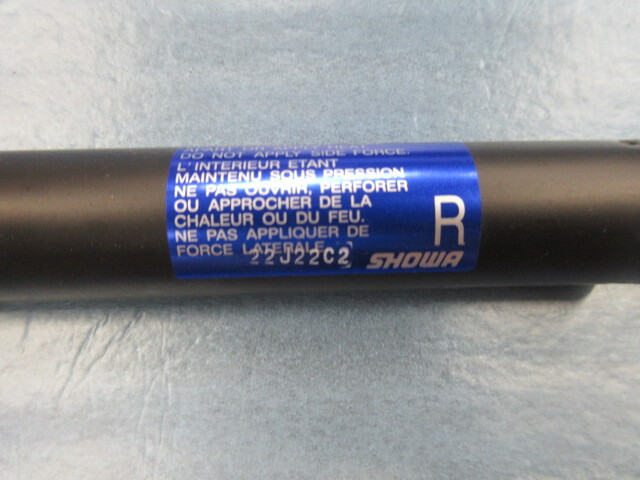 DO NOT APPLY SIDE FORCE.
L'INTERIEUR ETANT
MAINTENU SOUS PRESSION
NE PAS OUVRIR, PERFORER
OU APPROCHER DE LA
CHALEUR OU DU FEU.
NE PAS APPLIQUER DE
FORCE LATERALE
22J22C2
SHOWA
R